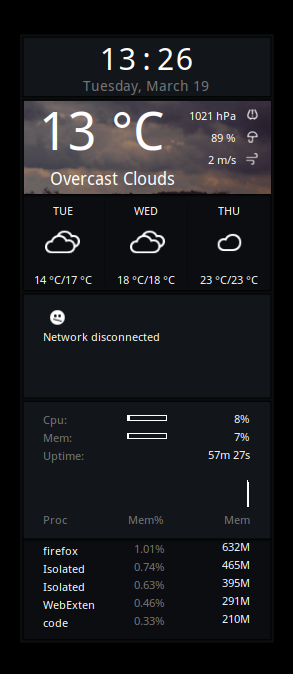 13:26
Tuesday, March 19
13 °C
1021 hPa
89 %
2 m/s
Overcast Clouds
TUE WED THU
14 °C/17 °C 18 °C/18 °C 23 °C/23 °C
Network disconnected
Cpu: 8%
Mem: 7%
Uptime: 57m 27s
Proc Mem% Mem
firefox 1.01% 632M
Isolated 0.74% 465M
Isolated 0.63% 395M
WebExten 0.46% 291M
code 0.33% 210M